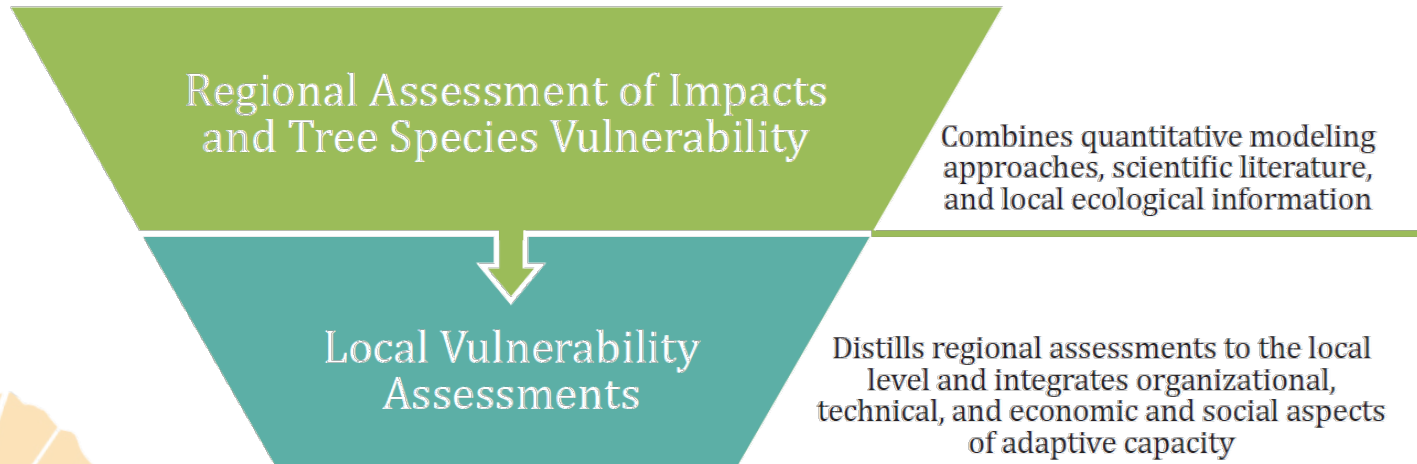 Regional Assessment of Impacts
and Tree Species Vulnerability
Combines quantitative modeling
approaches, scientific literature,
and local ecological information
Local Vulnerability
Assessments
Distills regional assessments to the local
level and integrates organizational,
technical, and economic and social aspects
of adaptive capacity